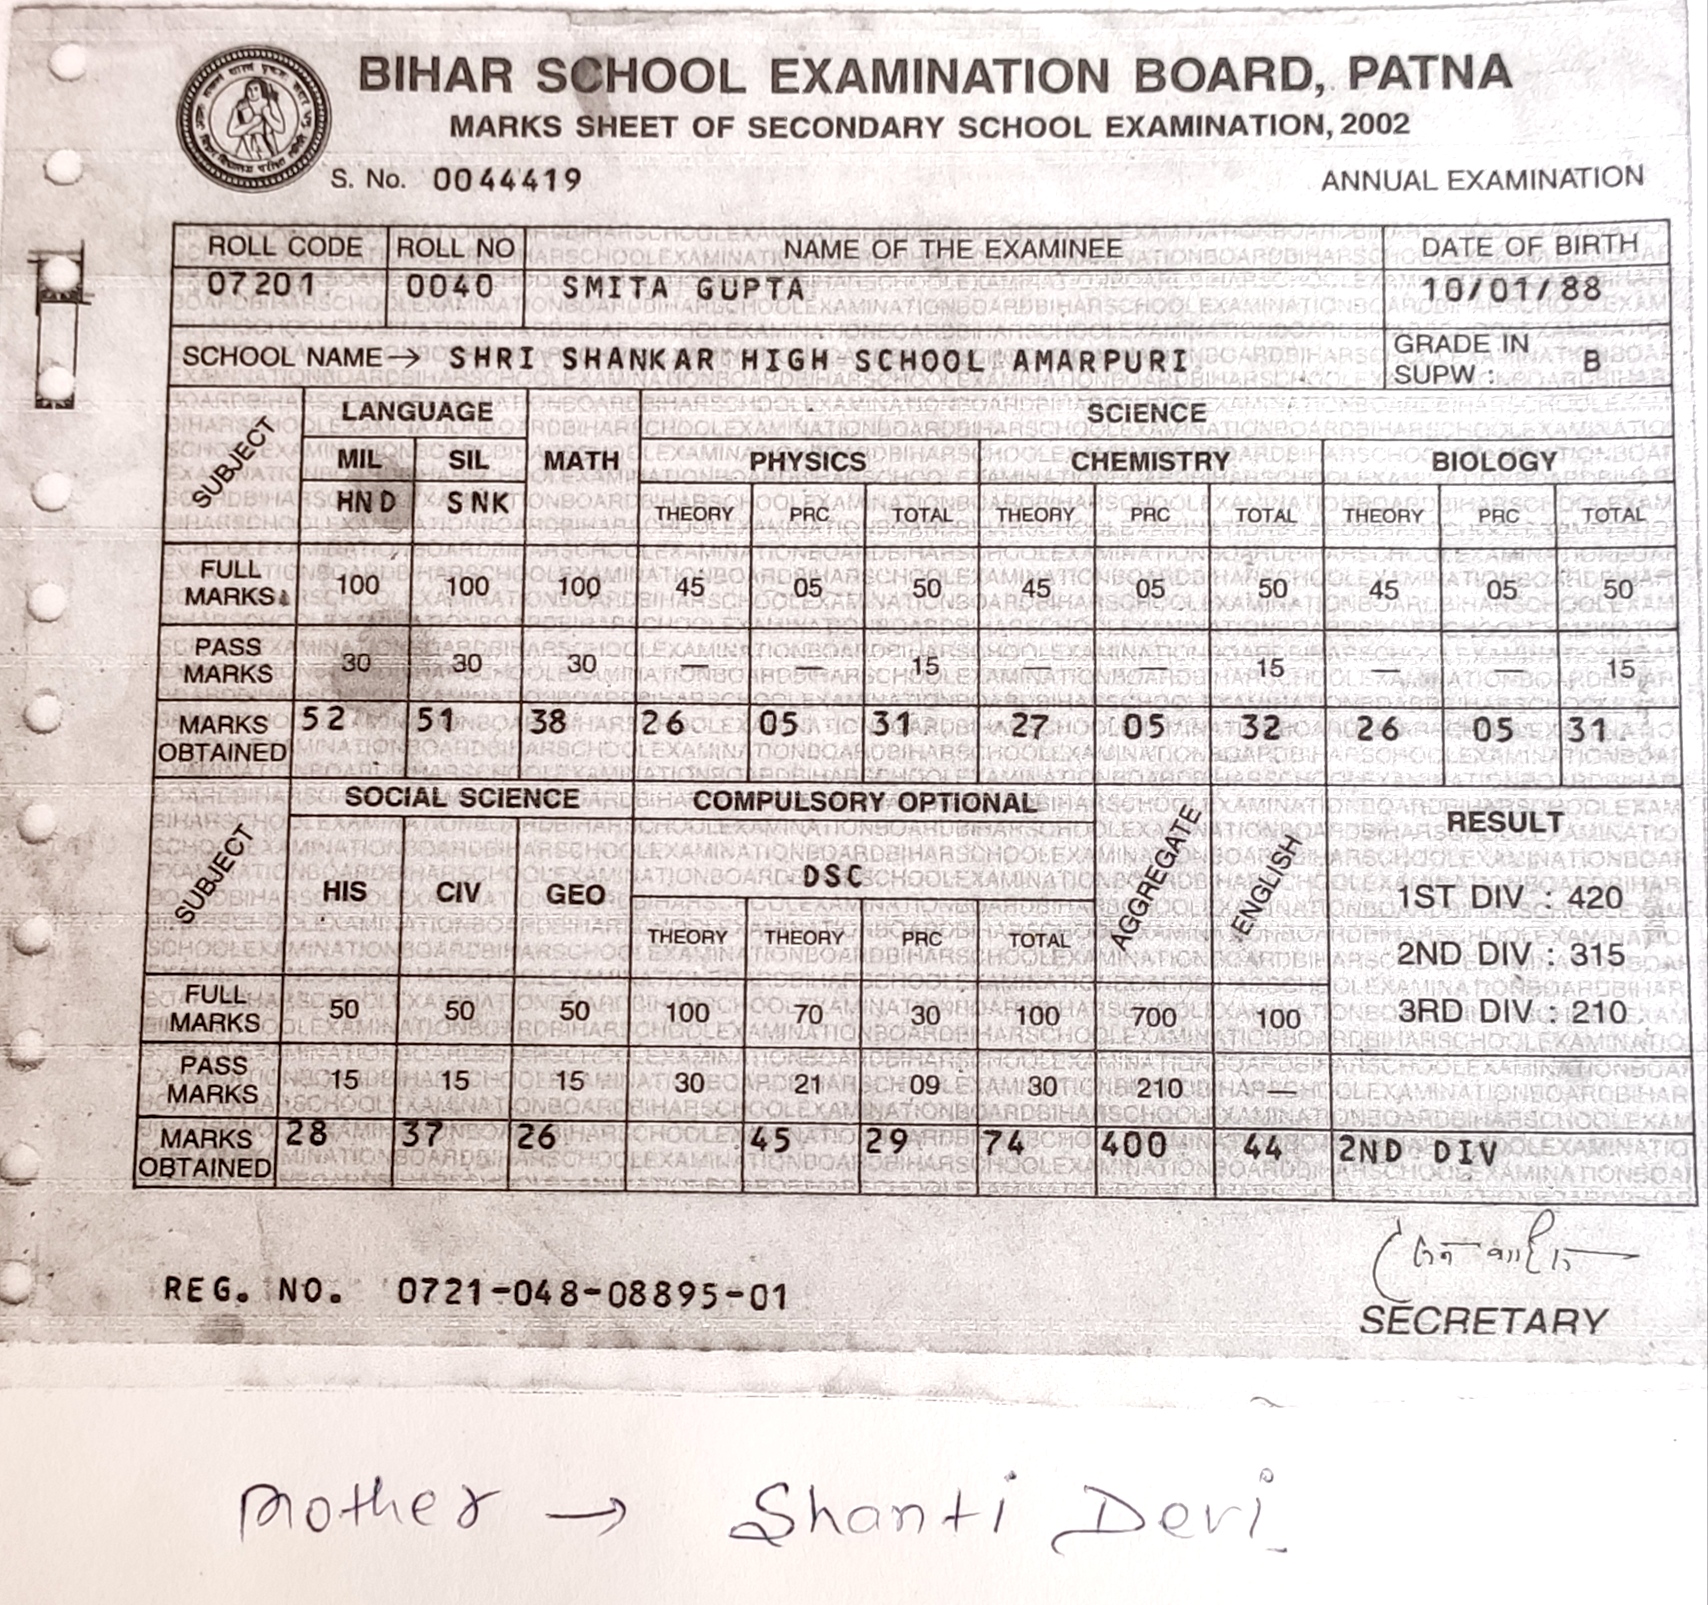 BIHAR SCHOOL EXAMINATION BOARD, PATNA
MARKS SHEET OF SECONDARY SCHOOL EXAMINATION, 2002
S. No. 0044419 ANNUAL EXAMINATION
ROLL CODE ROLL NO NAME OF THE EXAMINEE DATE OF BIRTH
07201 0040 SMITA GUPTA 10/01/88
SCHOOL NAME → SHRI SHANKAR HIGH SCHOOL AMARPURI GRADE IN SUPW : B
SUBJECT LANGUAGE MATH SCIENCE
MIL SIL PHYSICS CHEMISTRY BIOLOGY
HND SNK THEORY PRC TOTAL THEORY PRC TOTAL THEORY PRC TOTAL
FULL MARKS 100 100 100 45 05 50 45 05 50 45 05 50
PASS MARKS 30 30 30 — — 15 — — 15 — — 15
MARKS OBTAINED 52 51 38 26 05 31 27 05 32 26 05 31
SUBJECT SOCIAL SCIENCE COMPULSORY OPTIONAL AGGREGATE ENGLISH RESULT
HIS CIV GEO DSC 1ST DIV : 420
THEORY THEORY PRC TOTAL 2ND DIV : 315
FULL MARKS 50 50 50 100 70 30 100 700 100 3RD DIV : 210
PASS MARKS 15 15 15 30 21 09 30 210 —
MARKS OBTAINED 28 37 26 45 29 74 400 44 2ND DIV
REG. NO. 0721-048-08895-01
SECRETARY
Mother → Shanti Devi